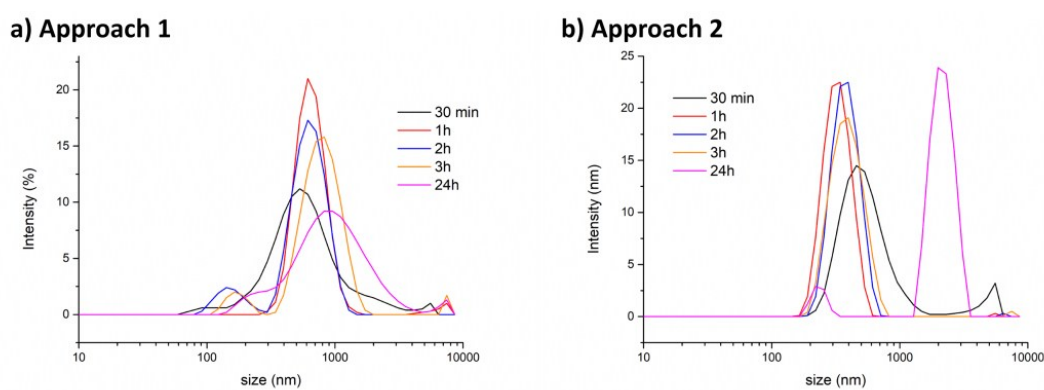 a) Approach 1
20
15
10
5
0
Intensity (%)
30 min
1h
2h
3h
24h
10
100
1000
10000
size (nm)
b) Approach 2
25
20
15
10
5
0
Intensity (nm)
30 min
1h
2h
3h
24h
10
100
1000
10000
size (nm)